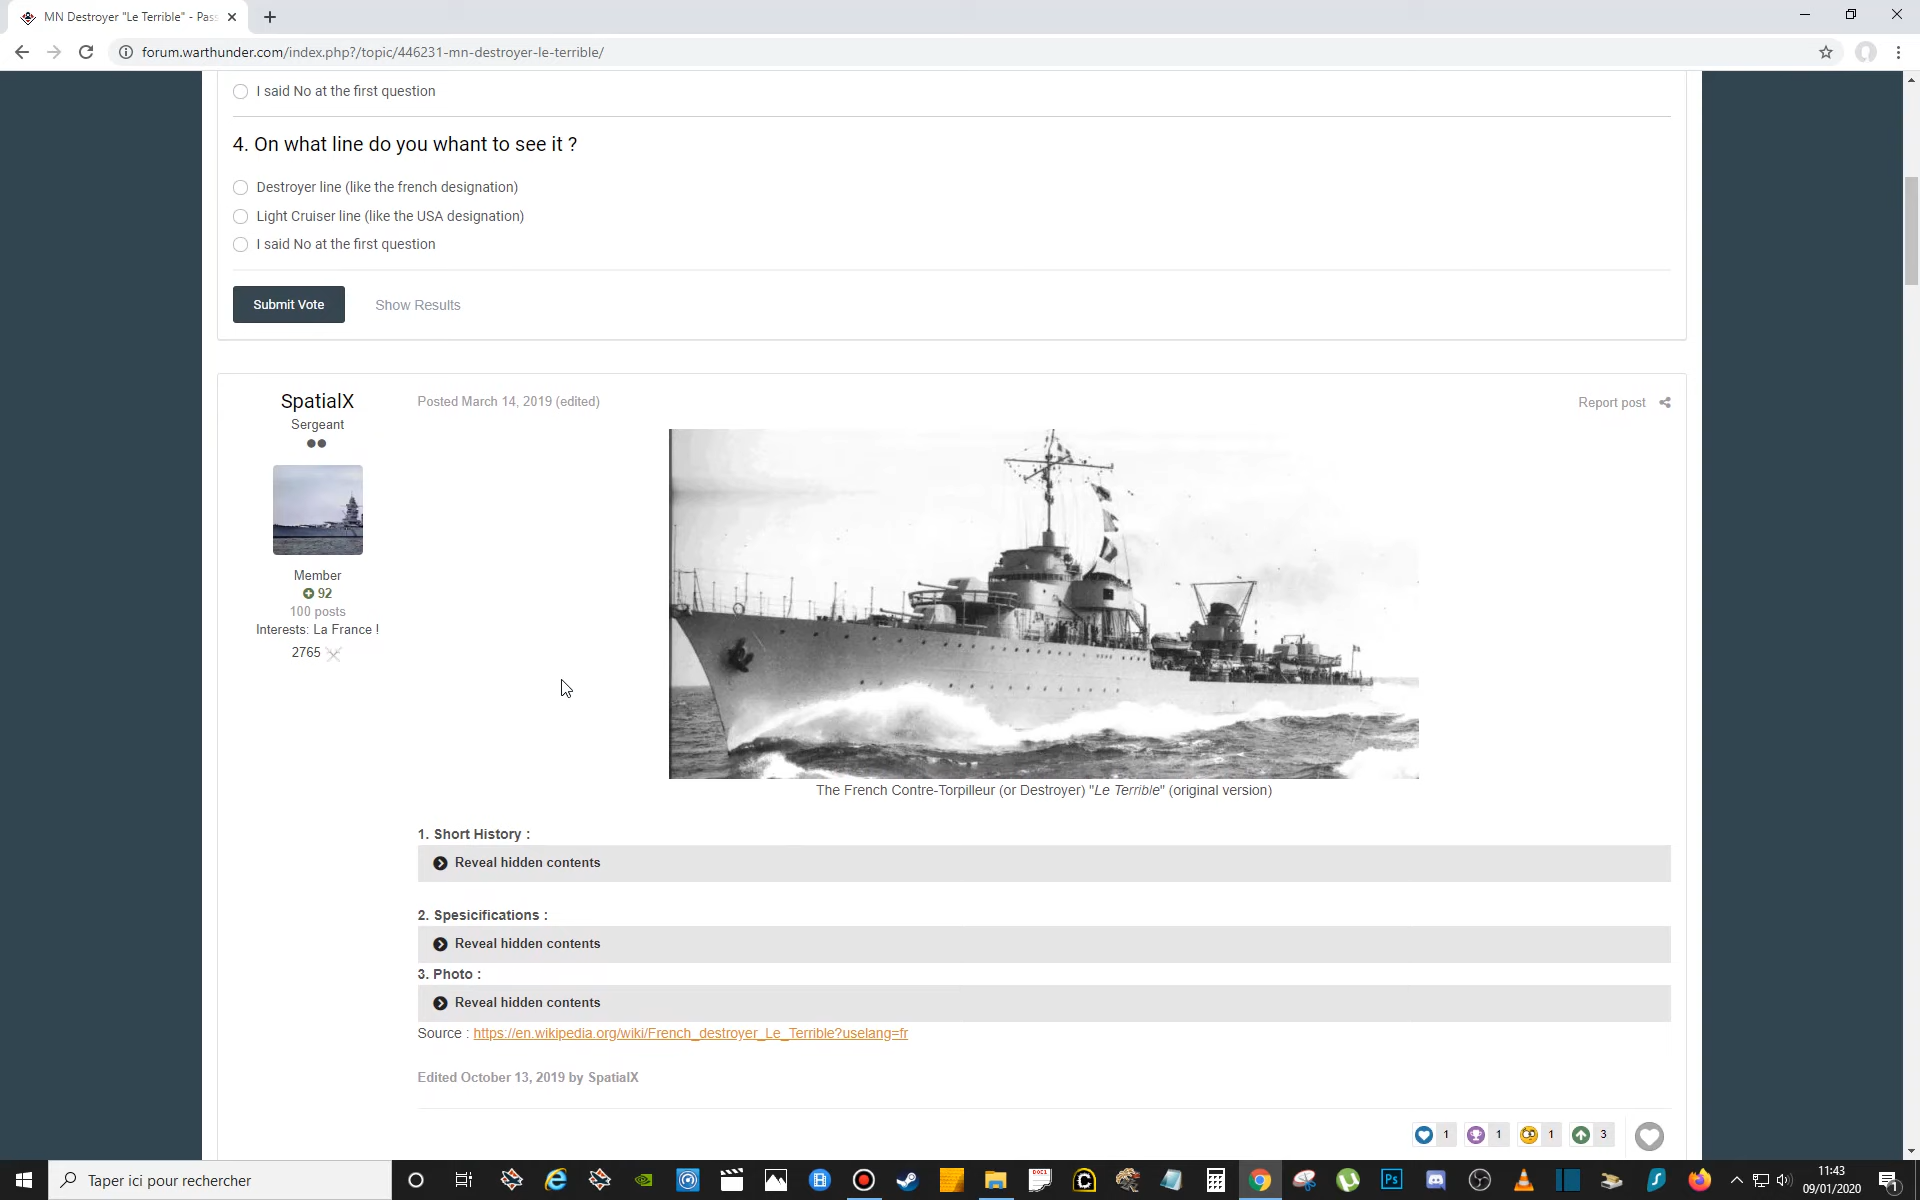 MN Destroyer "Le Terrible" - Pas
forum.warthunder.com/index.php?/topic/446231-mn-destroyer-le-terrible/
I said No at the first question
4. On what line do you whant to see it ?
Destroyer line (like the french designation)
Light Cruiser line (like the USA designation)
I said No at the first question
Submit Vote
Show Results
SpatialX
Posted March 14, 2019 (edited)
Report post
Sergeant
Member
92
100 posts
Interests: La France !
2765
The French Contre-Torpilleur (or Destroyer) "Le Terrible" (original version)
1. Short History :
Reveal hidden contents
2. Spesicifications :
Reveal hidden contents
3. Photo :
Reveal hidden contents
Source : https://en.wikipedia.org/wiki/French_destroyer_Le_Terrible?uselang=fr
Edited October 13, 2019 by SpatialX
1
1
1
3
Taper ici pour rechercher
DOC1
Ps
11:43
09/01/2020
1